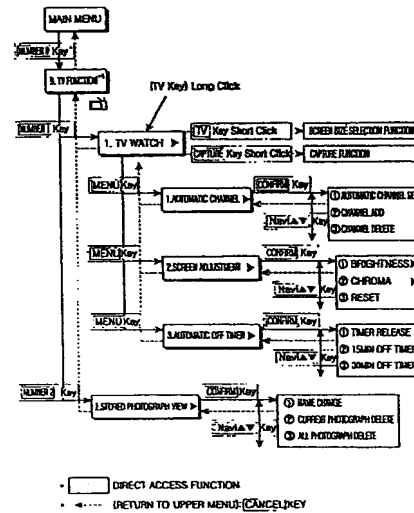 MAIN MENU
Key
9. TV FUNCTION
[TV Key] Long Click
NUMBER 1 Key
1. TV WATCH ▶
[TV] Key Short Click
SCREEN SIZE SELECTION FUNCTION
CAPTURE Key Short Click
CAPTURE FUNCTION
MENU Key
1.AUTOMATIC CHANNEL ▶
CONFIRM Key
[Navi▲▼] Key
① AUTOMATIC CHANNEL SE
② CHANNEL ADD
③ CHANNEL DELETE
MENU Key
2.SCREEN ADJUSTMENT ▶
CONFIRM Key
[Navi▲▼] Key
① BRIGHTNESS
② CHROMA
③ RESET
MENU Key
3.AUTOMATIC OFF TIMER ▶
CONFIRM Key
[Navi▲▼] Key
① TIMER RELEASE
② 15MIN OFF TIMER
③ 30MIN OFF TIMER
NUMBER 2 Key
2.STORED PHOTOGRAPH VIEW ▶
CONFIRM Key
[Navi▲▼] Key
① NAME CHANGE
② CURRENT PHOTOGRAPH DELETE
③ ALL PHOTOGRAPH DELETE
DIRECT ACCESS FUNCTION
(RETURN TO UPPER MENU): [CANCEL]KEY